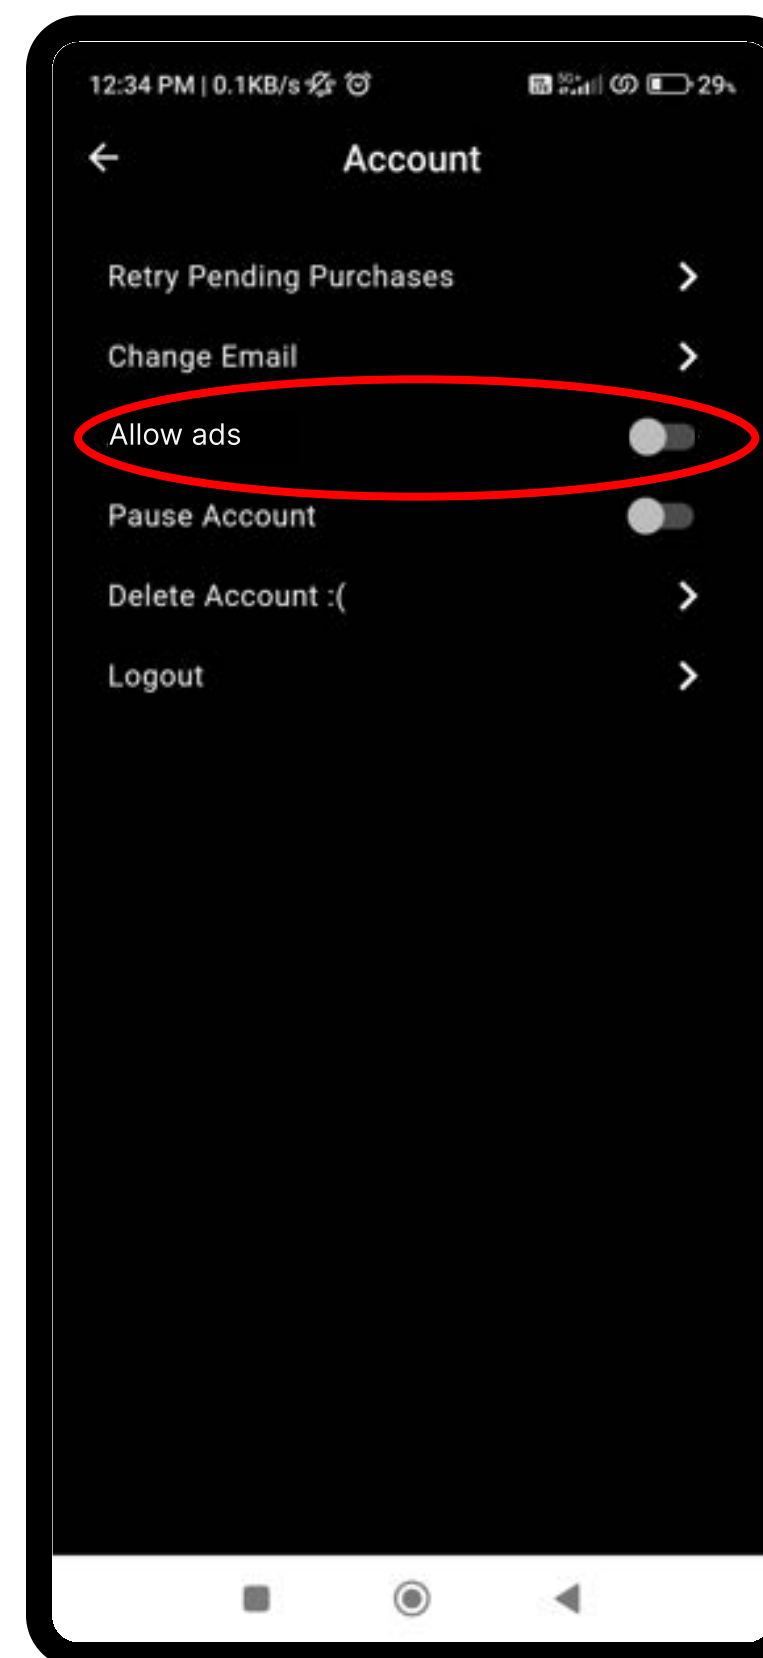 12:34 PM | 0.1KB/s 29%
Account
Retry Pending Purchases
Change Email
Allow ads
Pause Account
Delete Account :(
Logout